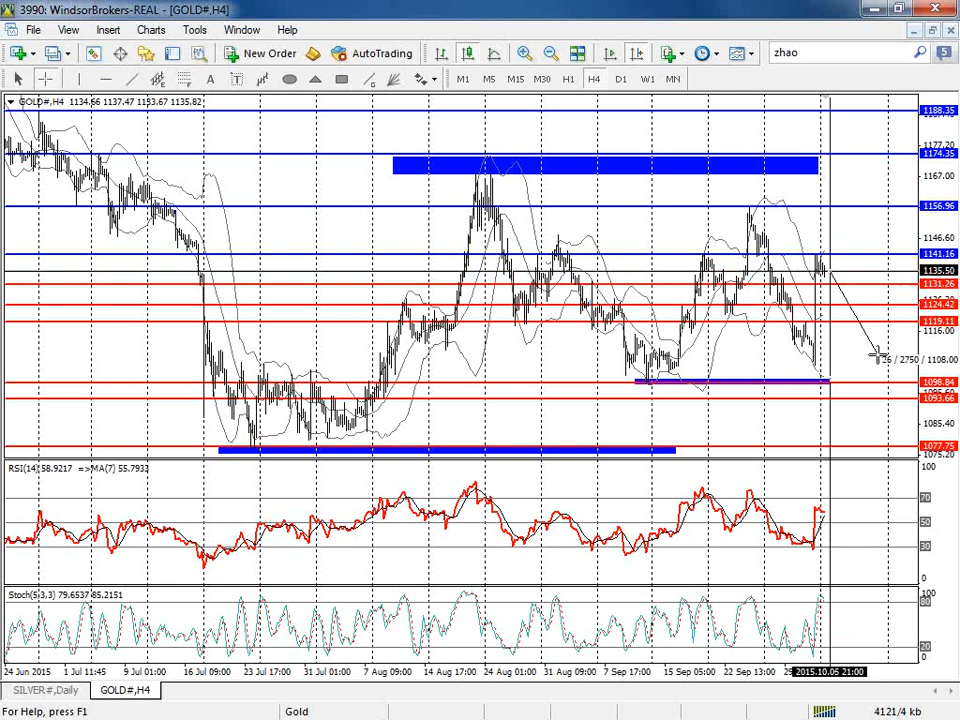 3990: WindsorBrokers-REAL - [GOLD#,H4]
File View Insert Charts Tools Window Help
New Order AutoTrading zhao 5
A T M1 M5 M15 M30 H1 H4 D1 W1 MN
GOLD#,H4 1134.66 1137.47 1133.67 1135.82
1188.35
1177.20
1174.35
1167.00
1156.96
1146.60
1141.16
1135.50
1131.26
1124.42
1119.11
1116.00
26 / 2750 / 1108.00
1098.84
1093.66
1085.40
1077.75
1075.20
RSI(14) 58.9217 =>MA(7) 55.7933
100
70
50
30
0
Stoch(5,3,3) 79.6537 85.2151
100
80
20
0
24 Jun 2015 1 Jul 11:45 9 Jul 01:00 16 Jul 09:00 23 Jul 17:00 31 Jul 01:00 7 Aug 09:00 14 Aug 17:00 24 Aug 01:00 31 Aug 09:00 7 Sep 17:00 15 Sep 05:00 22 Sep 13:00 2015.10.05 21:00
SILVER#,Daily GOLD#,H4
For Help, press F1 Gold 4121/4 kb